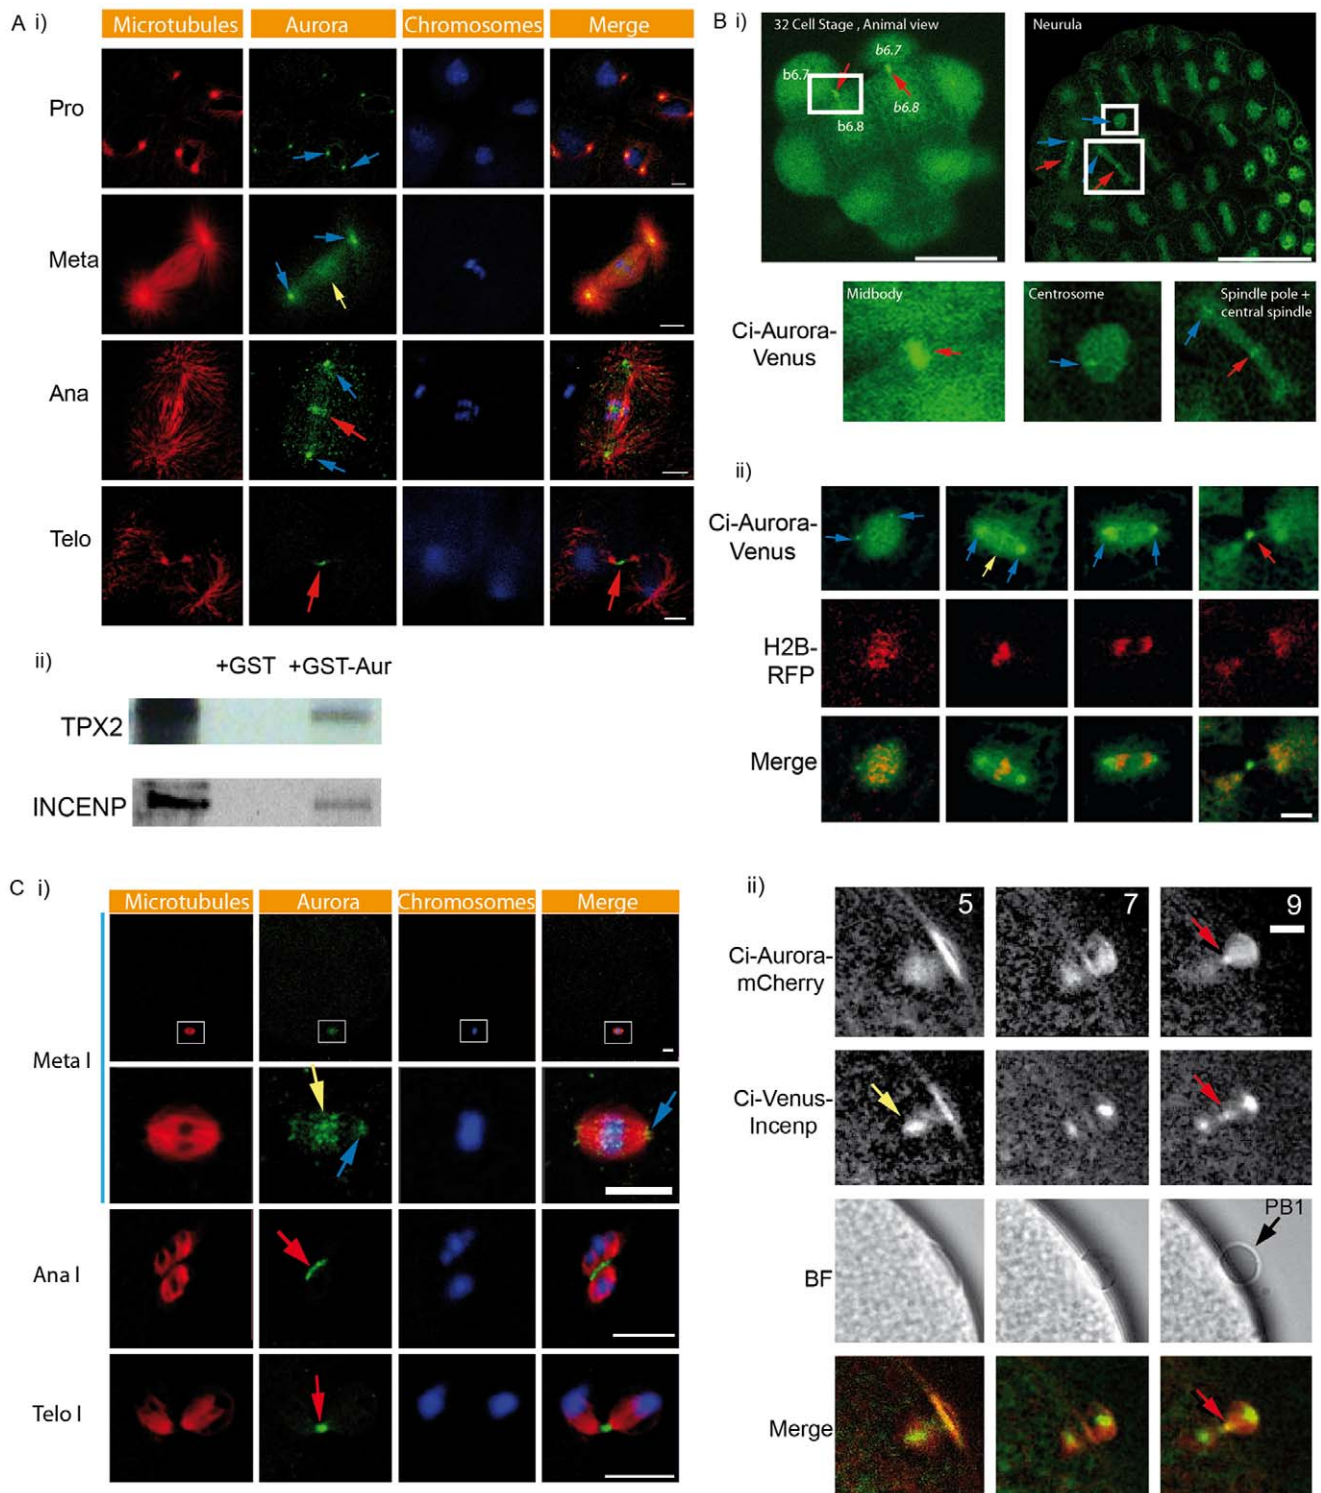 A i)
Microtubules Aurora Chromosomes Merge
Pro
Meta
Ana
Telo
ii)
+GST +GST-Aur
TPX2
INCENP
B i)
32 Cell Stage , Animal view
b6.7
b6.7
b6.8
b6.8
Neurula
Ci-Aurora-
Venus
Midbody
Centrosome
Spindle pole +
central spindle
ii)
Ci-Aurora-
Venus
H2B-
RFP
Merge
C i)
Microtubules Aurora Chromosomes Merge
Meta I
Ana I
Telo I
ii)
5 7 9
Ci-Aurora-
mCherry
Ci-Venus-
Incenp
PB1
BF
Merge